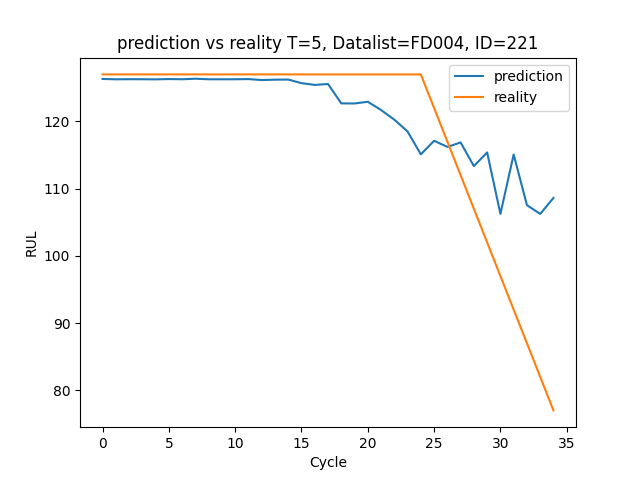 prediction vs reality T=5, Datalist=FD004, ID=221
prediction
reality
RUL
120
110
100
90
80
0 5 10 15 20 25 30 35
Cycle